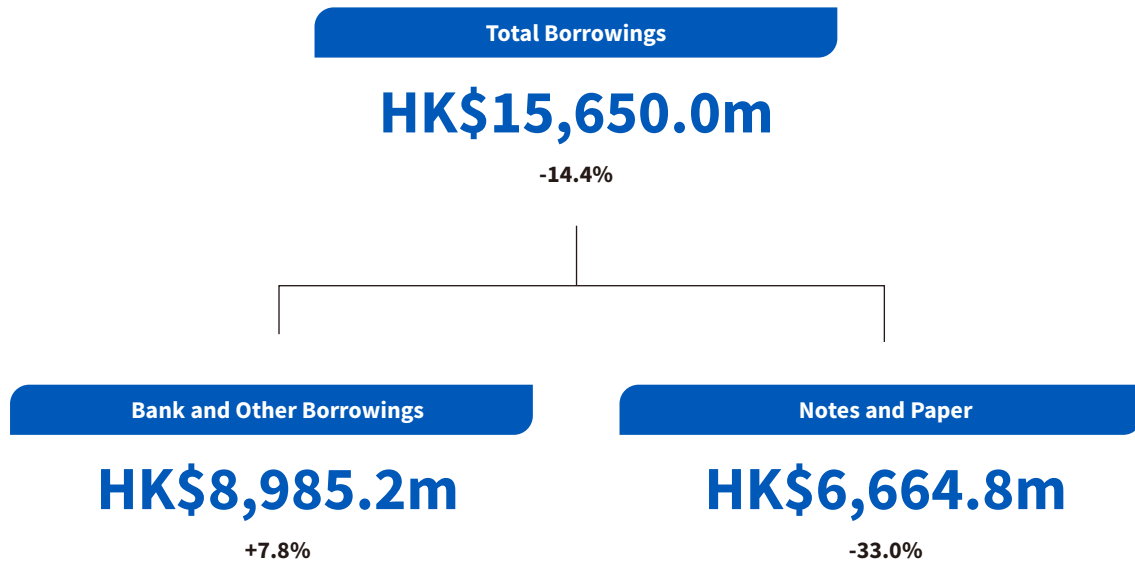 Total Borrowings
HK$15,650.0m
-14.4%
Bank and Other Borrowings
HK$8,985.2m
+7.8%
Notes and Paper
HK$6,664.8m
-33.0%